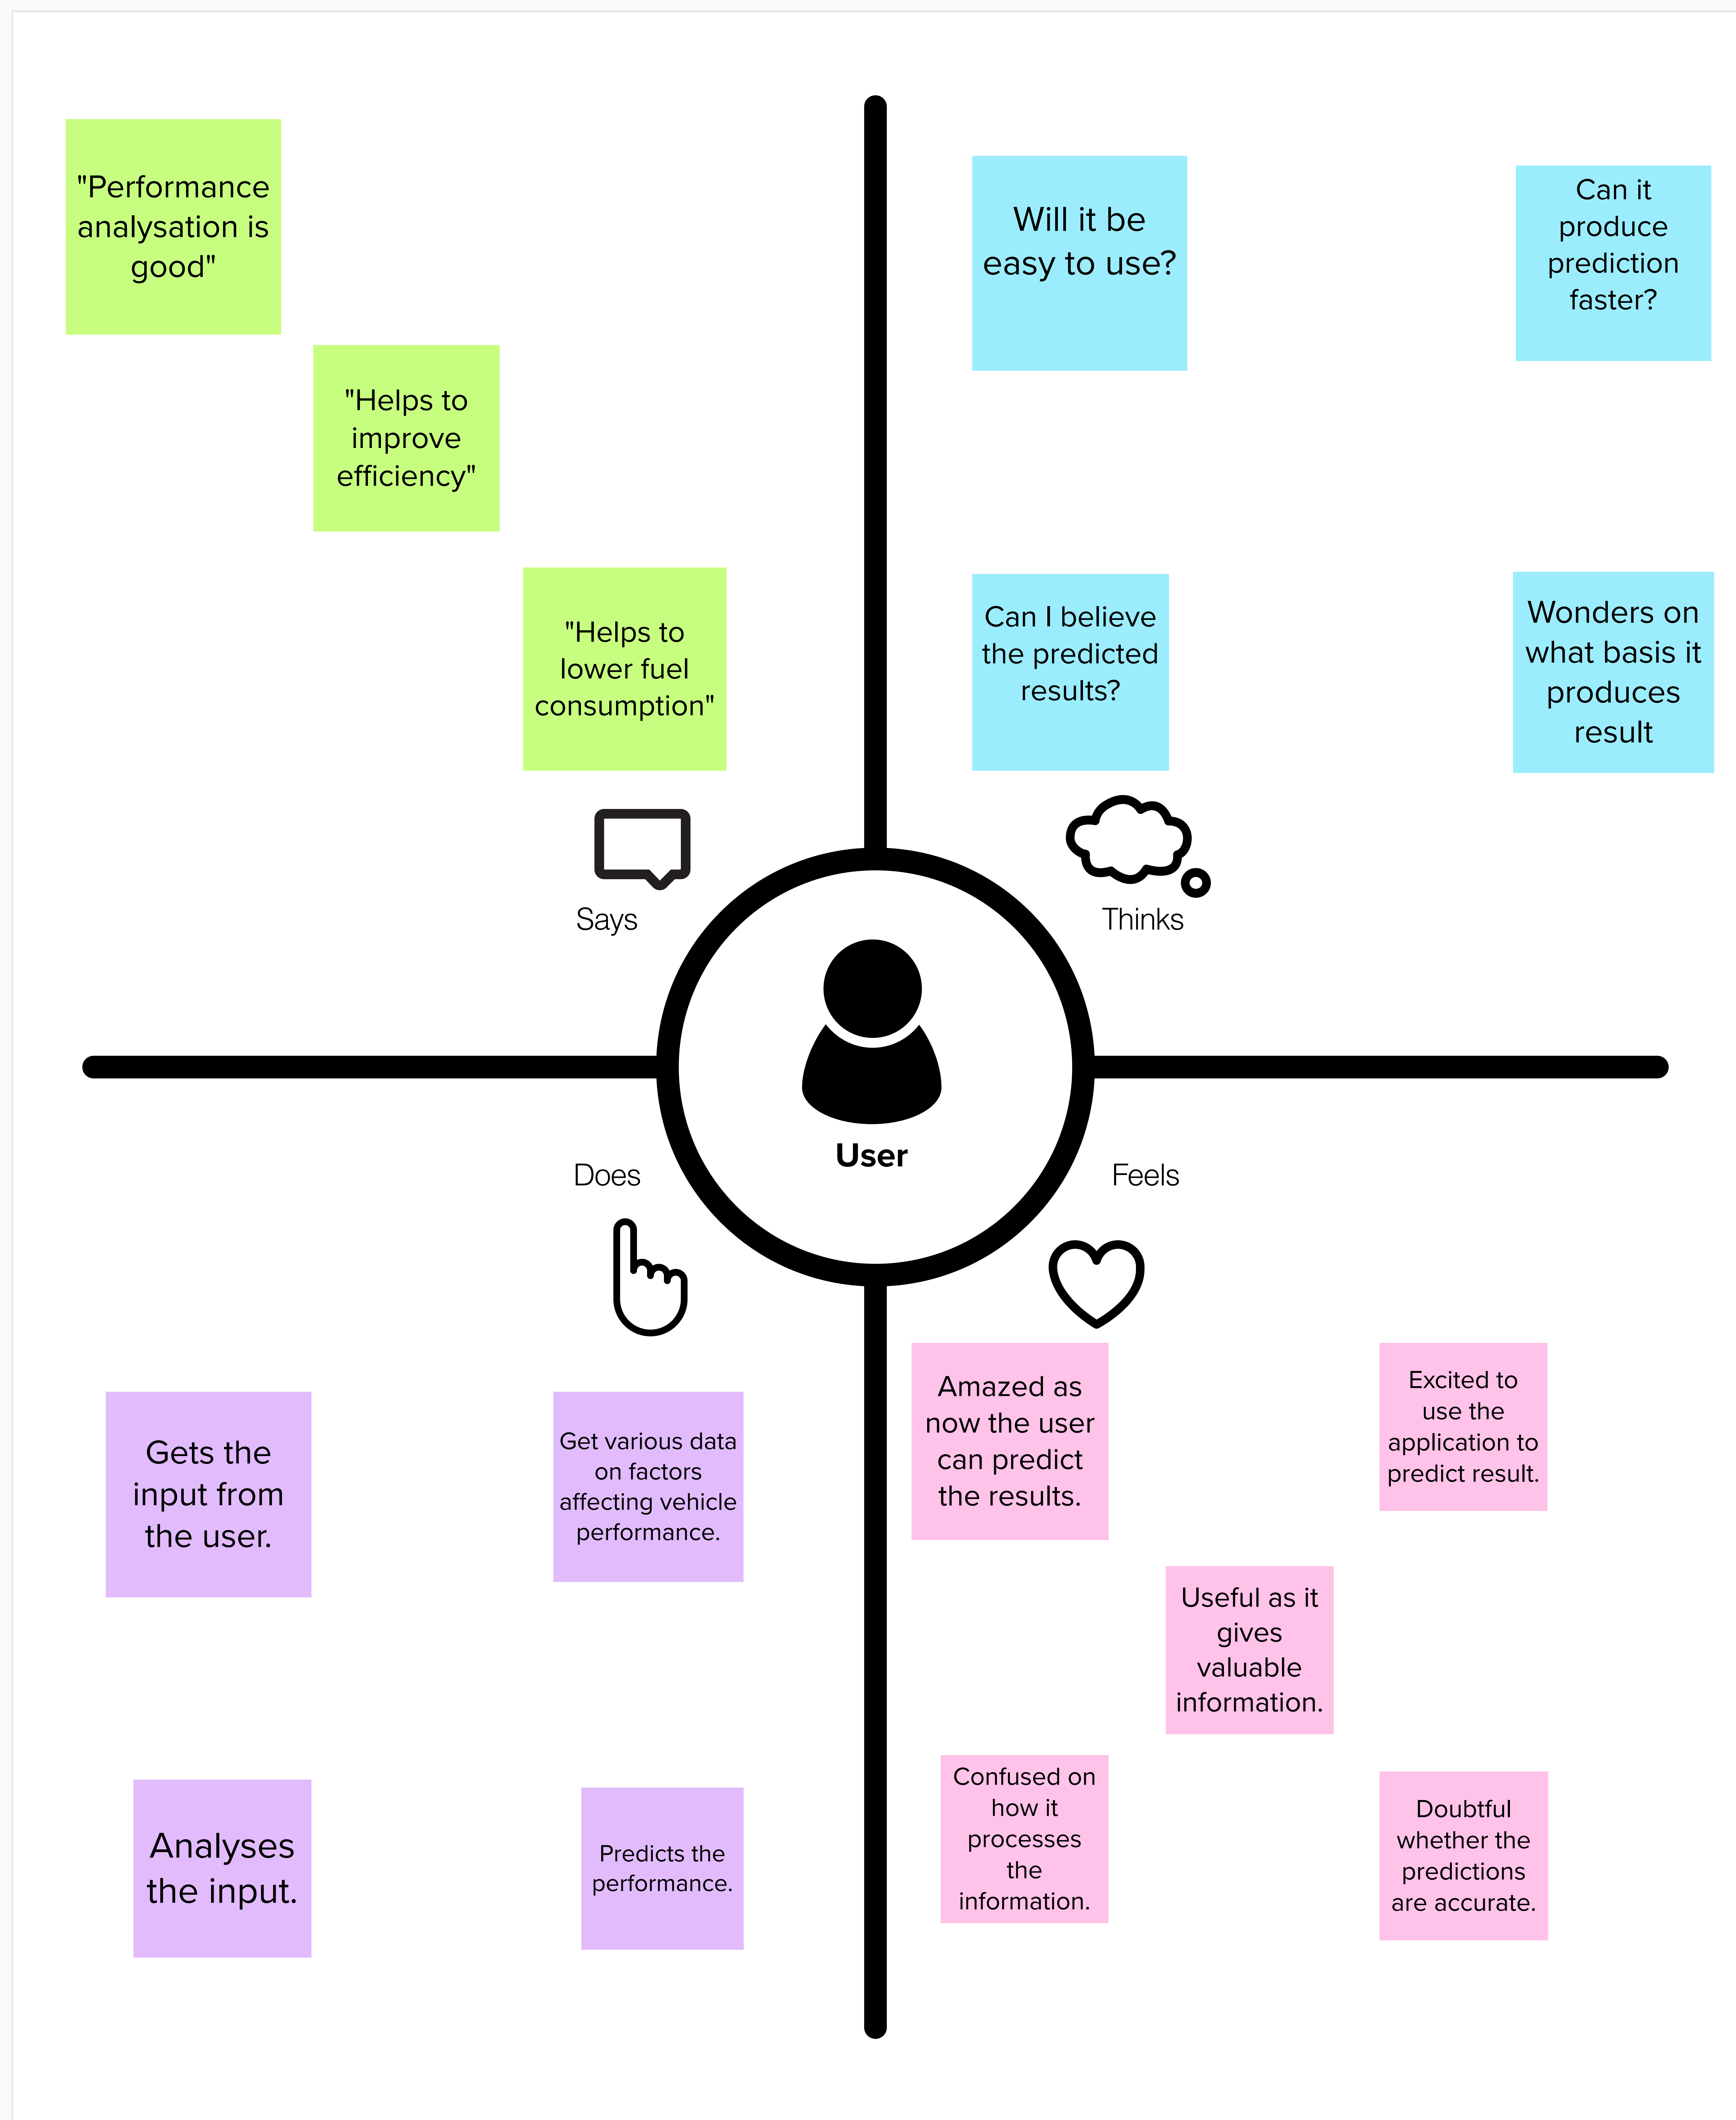 "Performance
analysation is
good"
"Helps to
improve
efficiency"
"Helps to
lower fuel
consumption"
Says
Will it be
easy to use?
Can it
produce
prediction
faster?
Can I believe
the predicted
results?
Wonders on
what basis it
produces
result
Thinks
User
Does
Gets the
input from
the user.
Get various data
on factors
affecting vehicle
performance.
Analyses
the input.
Predicts the
performance.
Feels
Amazed as
now the user
can predict
the results.
Excited to
use the
application to
predict result.
Useful as it
gives
valuable
information.
Confused on
how it
processes
the
information.
Doubtful
whether the
predictions
are accurate.